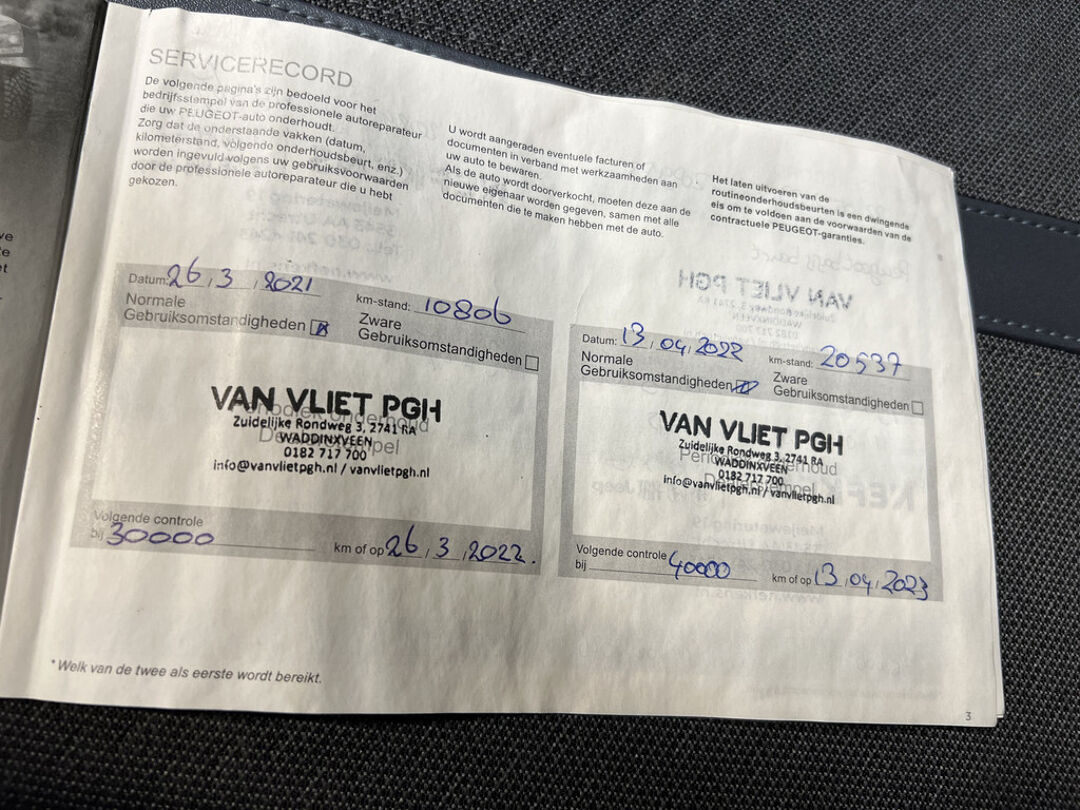 SERVICERECORD
De volgende pagina's zijn bedoeld voor het
bedrijfsstempel van de professionele autoreparateur
die uw PEUGEOT-auto onderhoudt.
Zorg dat de onderstaande vakken (datum,
kilometerstand, volgende onderhoudsbeurt, enz.)
worden ingevuld volgens uw gebruiksvoorwaarden
door de professionele autoreparateur die u hebt
gekozen.
U wordt aangeraden eventuele facturen of
documenten in verband met werkzaamheden aan
uw auto te bewaren.
Als de auto wordt doorverkocht, moeten deze aan de
nieuwe eigenaar worden gegeven, samen met alle
documenten die te maken hebben met de auto.
Het laten uitvoeren van de
routineonderhoudsbeurten is een dwingende
eis om te voldoen aan de voorwaarden van de
contractuele PEUGEOT-garanties.
Datum: 26, 3, 2021 km-stand: 10806
Normale
Gebruiksomstandigheden
Zware
Gebruiksomstandigheden
Periodiek onderhoud
Dealerstempel
VAN VLIET PGH
Zuidelijke Rondweg 3, 2741 RA
WADDINXVEEN
0182 717 700
info@vanvlietpgh.nl / vanvlietpgh.nl
Volgende controle
bij 30000 km of op 26, 3, 2022.
Datum: 13, 04, 2022 km-stand: 20537
Normale
Gebruiksomstandigheden
Zware
Gebruiksomstandigheden
Periodiek onderhoud
Dealerstempel
VAN VLIET PGH
Zuidelijke Rondweg 3, 2741 RA
WADDINXVEEN
0182 717 700
info@vanvlietpgh.nl / vanvlietpgh.nl
Volgende controle
bij 40000 km of op 13, 04, 2023
* Welk van de twee als eerste wordt bereikt.
3